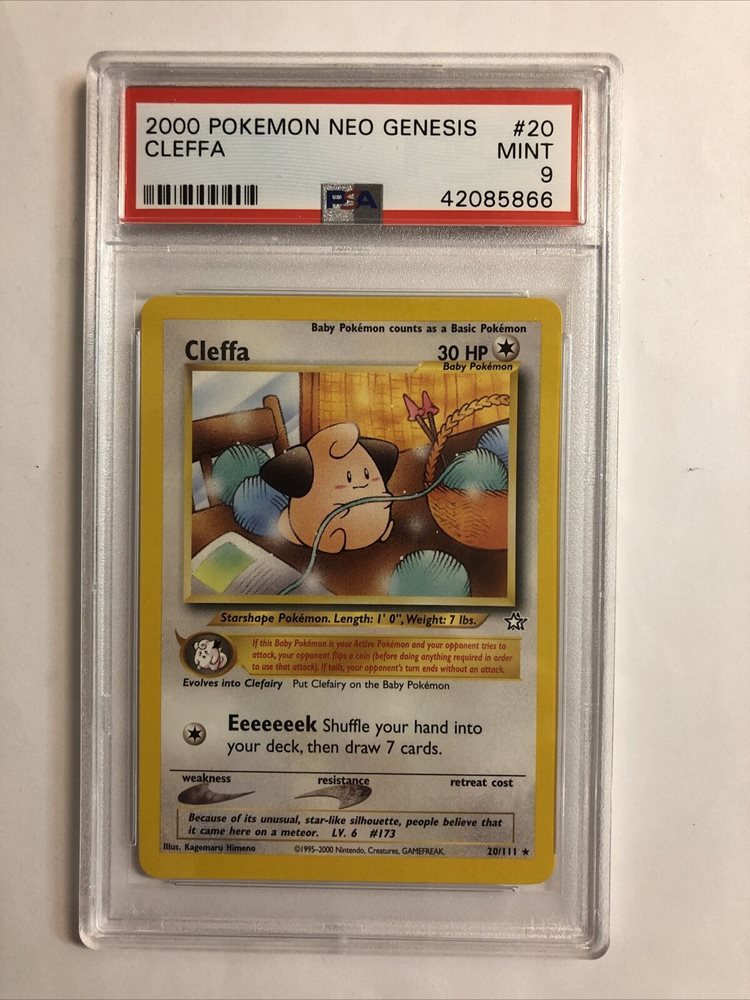 2000 POKEMON NEO GENESIS #20
CLEFFA MINT
9
PSA 42085866
Baby Pokémon counts as a Basic Pokémon
Cleffa 30 HP
Baby Pokémon
Starshape Pokémon. Length: 1' 0", Weight: 7 lbs.
If this Baby Pokémon is your Active Pokémon and your opponent tries to
attack, your opponent flips a coin (before doing anything required in order
to use that attack). If tails, your opponent's turn ends without an attack.
Evolves into Clefairy Put Clefairy on the Baby Pokémon
Eeeeeeek Shuffle your hand into
your deck, then draw 7 cards.
weakness resistance retreat cost
Because of its unusual, star-like silhouette, people believe that
it came here on a meteor. LV. 6 #173
Illus. Kagemaru Himeno ©1995-2000 Nintendo, Creatures, GAMEFREAK. 20/111 ★